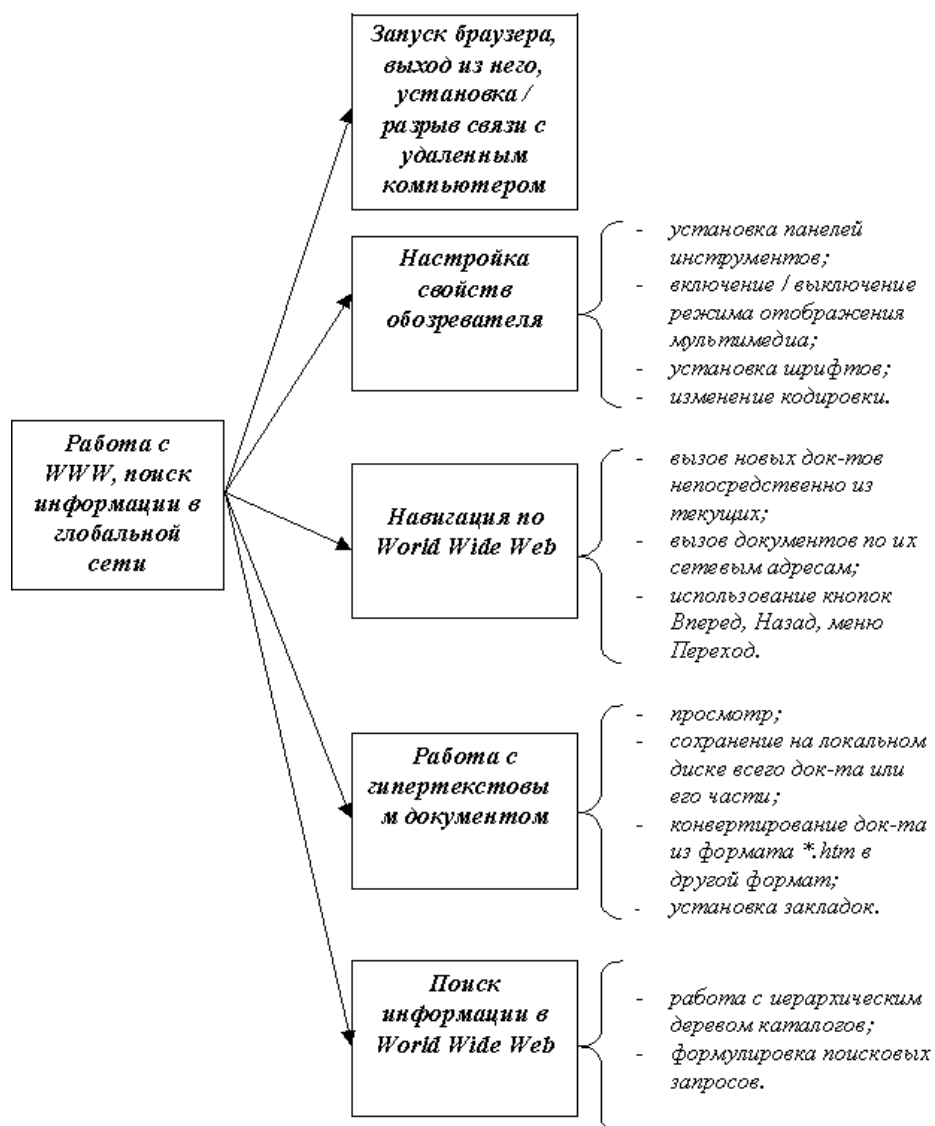 Запуск браузера,
выход из него,
установка /
разрыв связи с
удаленным
компьютером
Настройка
свойств
обозревателя
- установка панелей
инструментов;
- включение / выключение
режима отображения
мультимедиа;
- установка шрифтов;
- изменение кодировки.
Работа с
WWW, поиск
информации в
глобальной
сети
Навигация по
World Wide Web
- вызов новых док-тов
непосредственно из
текущих;
- вызов документов по их
сетевым адресам;
- использование кнопок
Вперед, Назад, меню
Переход.
Работа с
гипертекстовы
м документом
- просмотр;
- сохранение на локальном
диске всего док-та или
его части;
- конвертирование док-та
из формата *.htm в
другой формат;
- установка закладок.
Поиск
информации в
World Wide Web
- работа с иерархическим
деревом каталогов;
- формулировка поисковых
запросов.